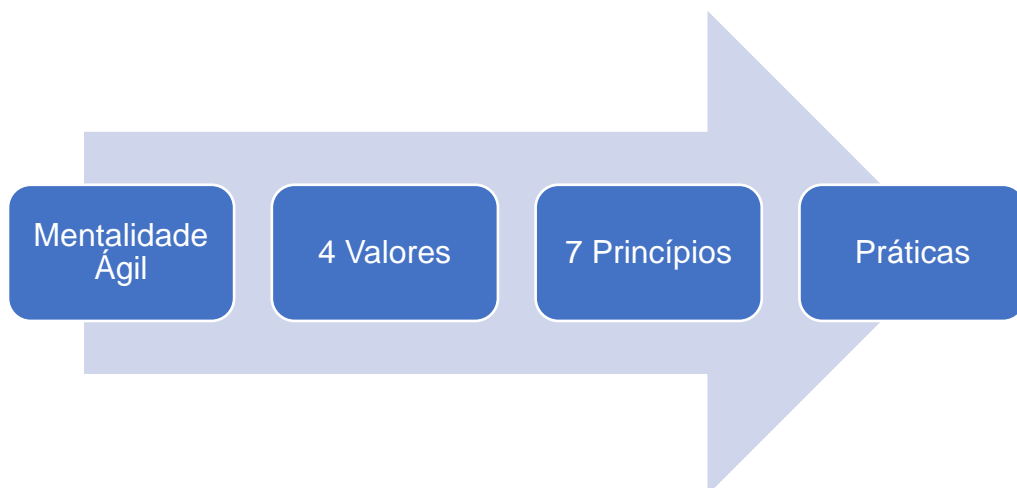 Mentalidade
Ágil
4 Valores
7 Princípios
Práticas